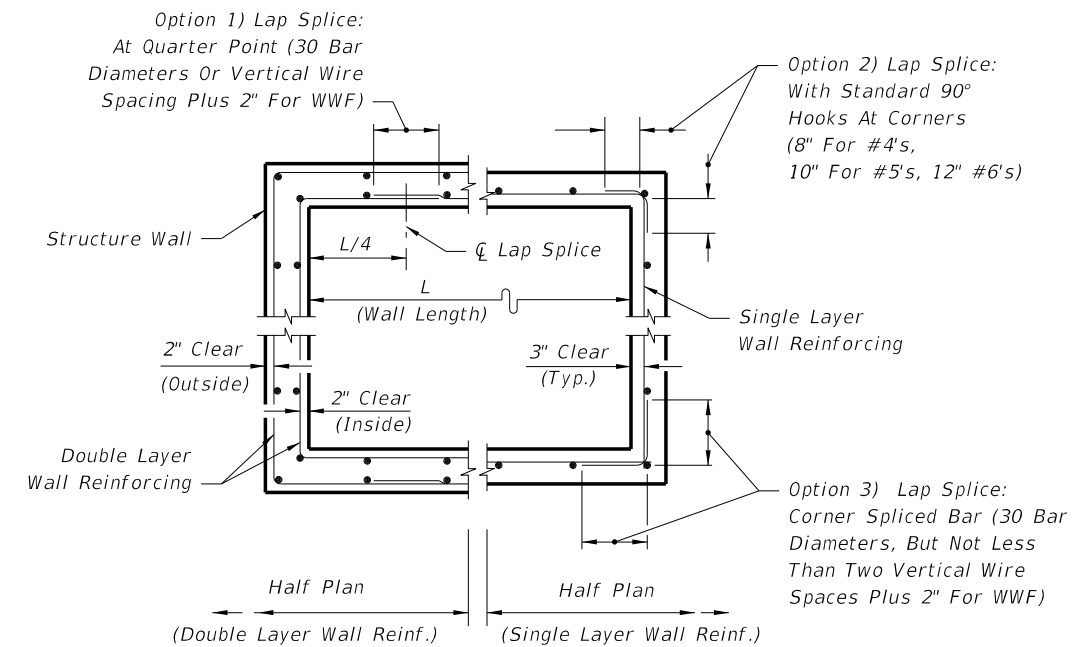 Option 1) Lap Splice:
At Quarter Point (30 Bar
Diameters Or Vertical Wire
Spacing Plus 2" For WWF)
Option 2) Lap Splice:
With Standard 90°
Hooks At Corners
(8" For #4's,
10" For #5's, 12" #6's)
Structure Wall
L/4
℄ Lap Splice
L
(Wall Length)
Single Layer
Wall Reinforcing
2" Clear
(Outside)
3" Clear
(Typ.)
2" Clear
(Inside)
Double Layer
Wall Reinforcing
Option 3) Lap Splice:
Corner Spliced Bar (30 Bar
Diameters, But Not Less
Than Two Vertical Wire
Spaces Plus 2" For WWF)
Half Plan
(Double Layer Wall Reinf.)
Half Plan
(Single Layer Wall Reinf.)